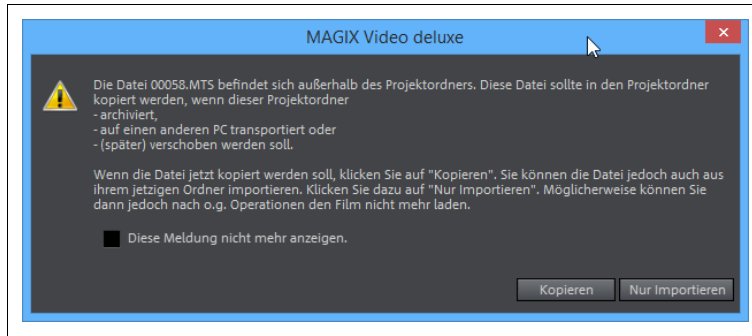 MAGIX Video deluxe
Die Datei 00058.MTS befindet sich außerhalb des Projektordners. Diese Datei sollte in den Projektordner
kopiert werden, wenn dieser Projektordner
- archiviert,
- auf einen anderen PC transportiert oder
- (später) verschoben werden soll.
Wenn die Datei jetzt kopiert werden soll, klicken Sie auf "Kopieren". Sie können die Datei jedoch auch aus
ihrem jetzigen Ordner importieren. Klicken Sie dazu auf "Nur Importieren". Möglicherweise können Sie
dann jedoch nach o.g. Operationen den Film nicht mehr laden.
Diese Meldung nicht mehr anzeigen.
Kopieren Nur Importieren